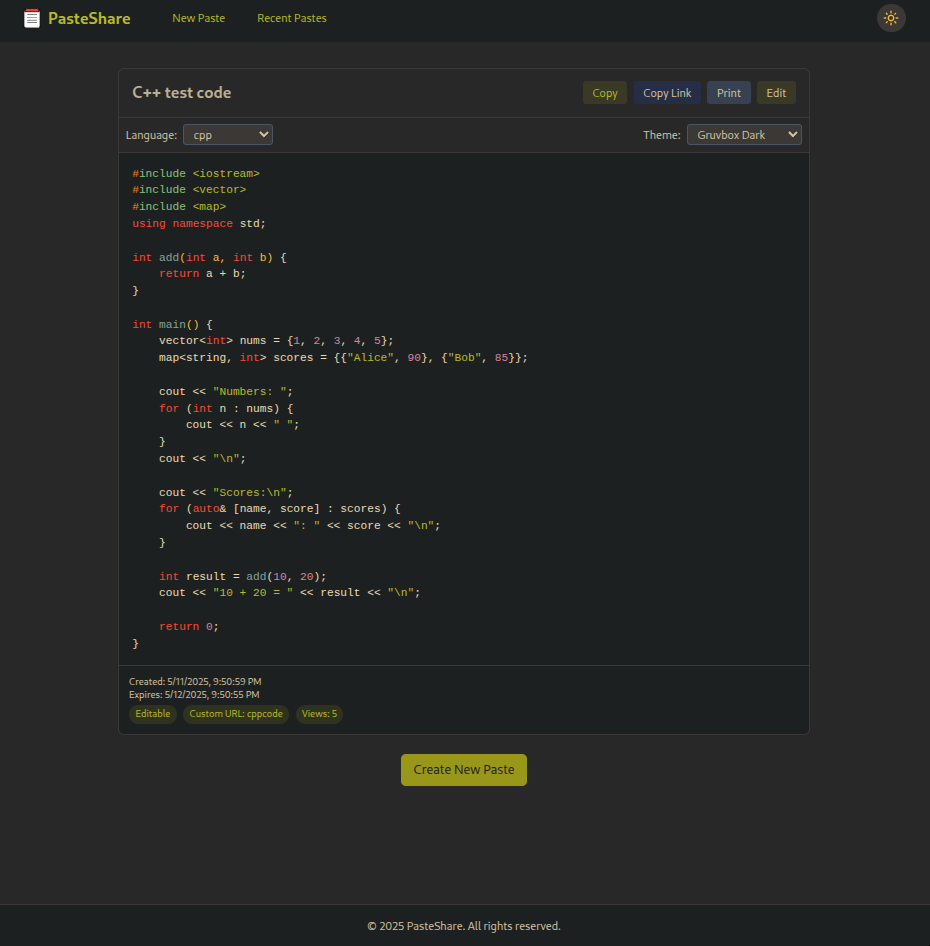 PasteShare New Paste Recent Pastes
C++ test code Copy Copy Link Print Edit
Language: cpp Theme: Gruvbox Dark
#include <iostream>
#include <vector>
#include <map>
using namespace std;

int add(int a, int b) {
    return a + b;
}

int main() {
    vector<int> nums = {1, 2, 3, 4, 5};
    map<string, int> scores = {{"Alice", 90}, {"Bob", 85}};

    cout << "Numbers: ";
    for (int n : nums) {
        cout << n << " ";
    }
    cout << "\n";

    cout << "Scores:\n";
    for (auto& [name, score] : scores) {
        cout << name << ": " << score << "\n";
    }

    int result = add(10, 20);
    cout << "10 + 20 = " << result << "\n";

    return 0;
}
Created: 5/11/2025, 9:50:59 PM
Expires: 5/12/2025, 9:50:55 PM
Editable Custom URL: cppcode Views: 5
Create New Paste
© 2025 PasteShare. All rights reserved.